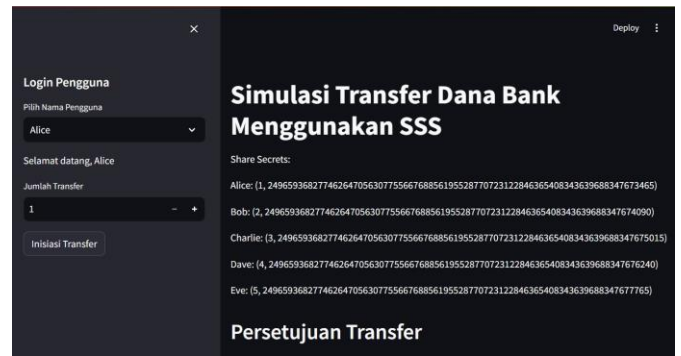 Deploy
Login Pengguna
Pilih Nama Pengguna
Alice
Selamat datang, Alice
Jumlah Transfer
1
Inisiasi Transfer
Simulasi Transfer Dana Bank
Menggunakan SSS
Share Secrets:
Alice: (1, 24965936827746264705630775566768856195528770723122846365408343639688347673465)
Bob: (2, 24965936827746264705630775566768856195528770723122846365408343639688347674090)
Charlie: (3, 24965936827746264705630775566768856195528770723122846365408343639688347675015)
Dave: (4, 24965936827746264705630775566768856195528770723122846365408343639688347676240)
Eve: (5, 24965936827746264705630775566768856195528770723122846365408343639688347677765)
Persetujuan Transfer